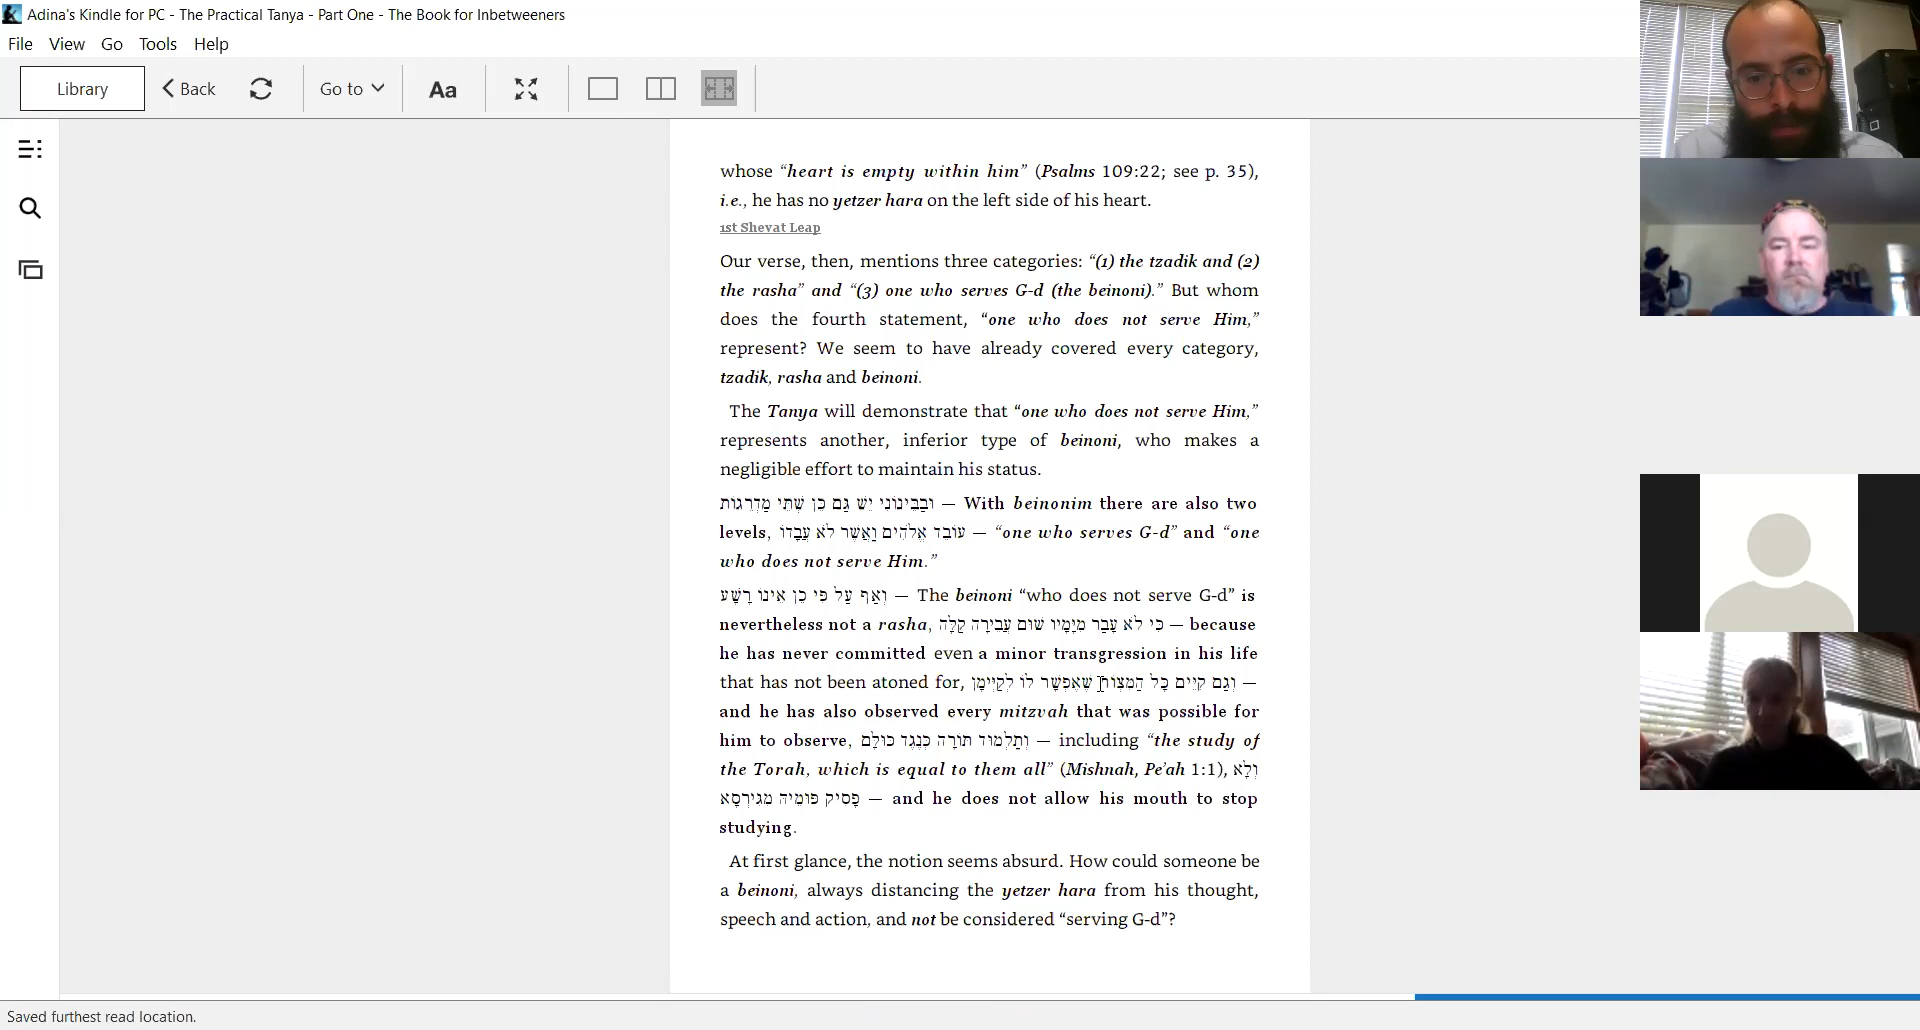 Adina's Kindle for PC - The Practical Tanya - Part One - The Book for Inbetweeners
File View Go Tools Help
Library Back Go to Aa
whose “heart is empty within him” (Psalms 109:22; see p. 35),
i.e., he has no yetzer hara on the left side of his heart.
1st Shevat Leap
Our verse, then, mentions three categories: “(1) the tzadik and (2)
the rasha” and “(3) one who serves G-d (the beinoni).” But whom
does the fourth statement, “one who does not serve Him,”
represent? We seem to have already covered every category,
tzadik, rasha and beinoni.
The Tanya will demonstrate that “one who does not serve Him,”
represents another, inferior type of beinoni, who makes a
negligible effort to maintain his status.
וּבַבֵּינוֹנִי יֵשׁ גַּם כֵּן שְׁתֵּי מַדְרֵגוֹת — With beinonim there are also two
levels, עוֹבֵד אֱלֹהִים וַאֲשֶׁר לֹא עֲבָדוֹ — “one who serves G-d” and “one
who does not serve Him.”
וְאַף עַל פִּי כֵן אֵינוֹ רָשָׁע — The beinoni “who does not serve G-d” is
nevertheless not a rasha, כִּי לֹא עָבַר מִיָּמָיו שׁוּם עֲבֵירָה קַלָּה — because
he has never committed even a minor transgression in his life
that has not been atoned for, וְגַם קִיֵּים כָּל הַמִּצְוֹת שֶׁאֶפְשָׁר לוֹ לְקַיְּימָן —
and he has also observed every mitzvah that was possible for
him to observe, וְתַלְמוּד תּוֹרָה כְּנֶגֶד כּוּלָּם — including “the study of
the Torah, which is equal to them all” (Mishnah, Pe’ah 1:1), וְלָא
פָּסִיק פּוּמֵיהּ מִגִּירְסָא — and he does not allow his mouth to stop
studying.
At first glance, the notion seems absurd. How could someone be
a beinoni, always distancing the yetzer hara from his thought,
speech and action, and not be considered “serving G-d”?
Saved furthest read location.